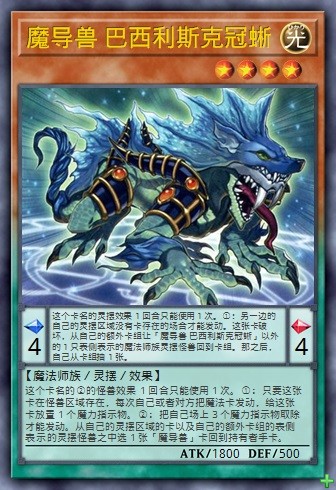 魔导兽 巴西利斯克冠蜥
光
这个卡名的灵摆效果1回合只能使用1次。①：另一边的
自己的灵摆区域没有卡存在的场合才能发动。这张卡破
坏，从自己的额外卡组让「魔导兽 巴西利斯克冠蜥」以外
的1只表侧表示的魔法师族灵摆怪兽回到卡组。那之后，
自己从卡组抽1张。
4
4
【魔法师族／灵摆／效果】
这个卡名的②的怪兽效果1回合只能使用1次。①：只要这张
卡在怪兽区域存在，每次自己或者对方把魔法卡发动，给这张
卡放置1个魔力指示物。②：把自己场上3个魔力指示物取除
才能发动。从自己的灵摆区域的卡以及自己的额外卡组的表侧
表示的灵摆怪兽之中选1张「魔导兽」卡回到持有者手卡。
ATK/1800 DEF/500